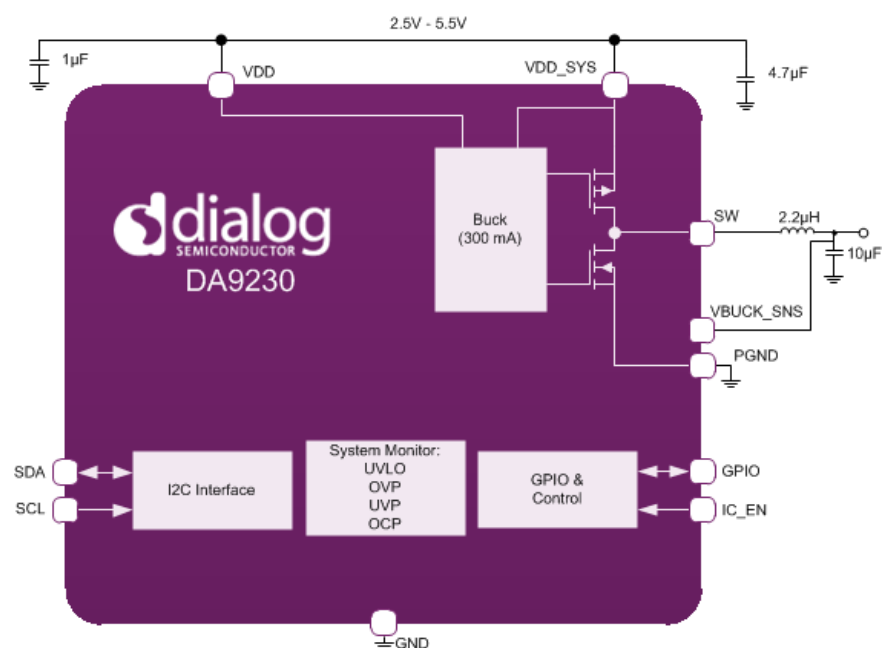 2.5V - 5.5V
1µF
VDD
VDD_SYS
4.7µF
dialog
SEMICONDUCTOR
DA9230
Buck
(300 mA)
SW
2.2µH
10µF
VBUCK_SNS
PGND
SDA
SCL
I2C Interface
System Monitor:
UVLO
OVP
UVP
OCP
GPIO &
Control
GPIO
IC_EN
GND